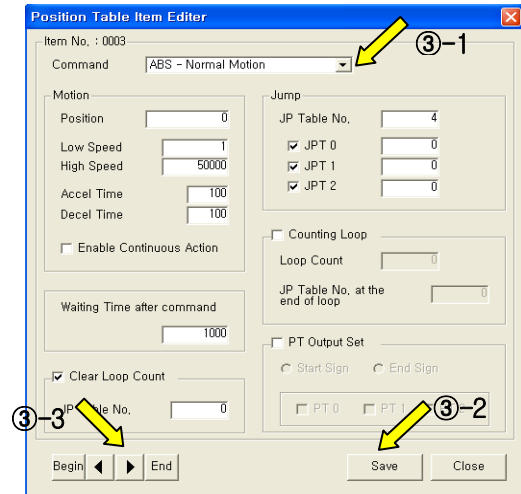 Position Table Item Editer
Item No. : 0003
③-1
Command ABS - Normal Motion
Motion
Position 0
Low Speed 1
High Speed 50000
Accel Time 100
Decel Time 100
Enable Continuous Action
Waiting Time after command
1000
Clear Loop Count
JP Table No. 0
③-3
Begin
End
Jump
JP Table No. 4
JPT 0 0
JPT 1 0
JPT 2 0
Counting Loop
Loop Count 0
JP Table No. at the
end of loop 0
PT Output Set
Start Sign End Sign
PT 0 PT 1
③-2
Save Close